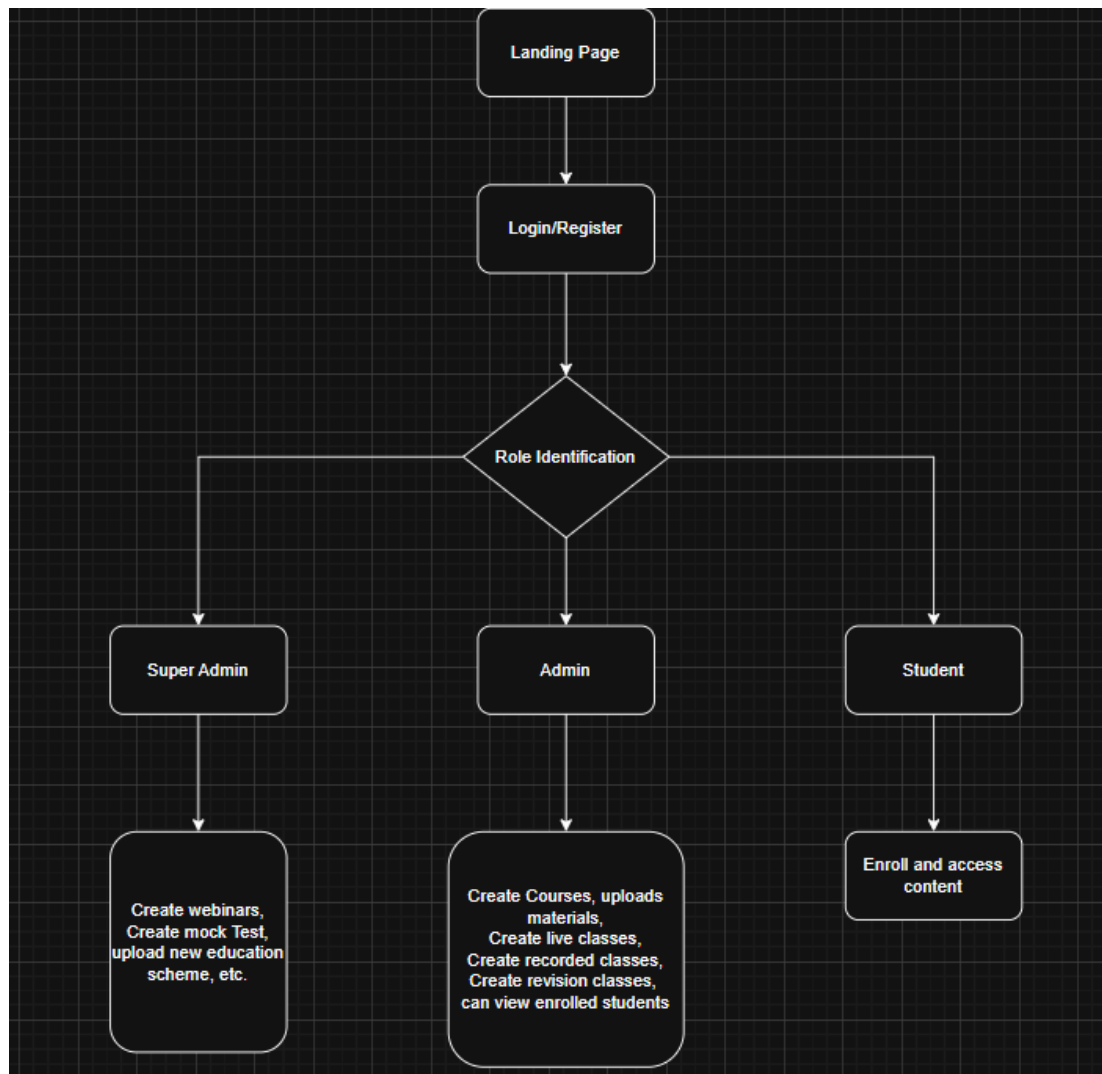 Landing Page
Login/Register
Role Identification
Super Admin
Admin
Student
Create webinars,
Create mock Test,
upload new education
scheme, etc.
Create Courses, uploads
materials,
Create live classes,
Create recorded classes,
Create revision classes,
can view enrolled students
Enroll and access
content